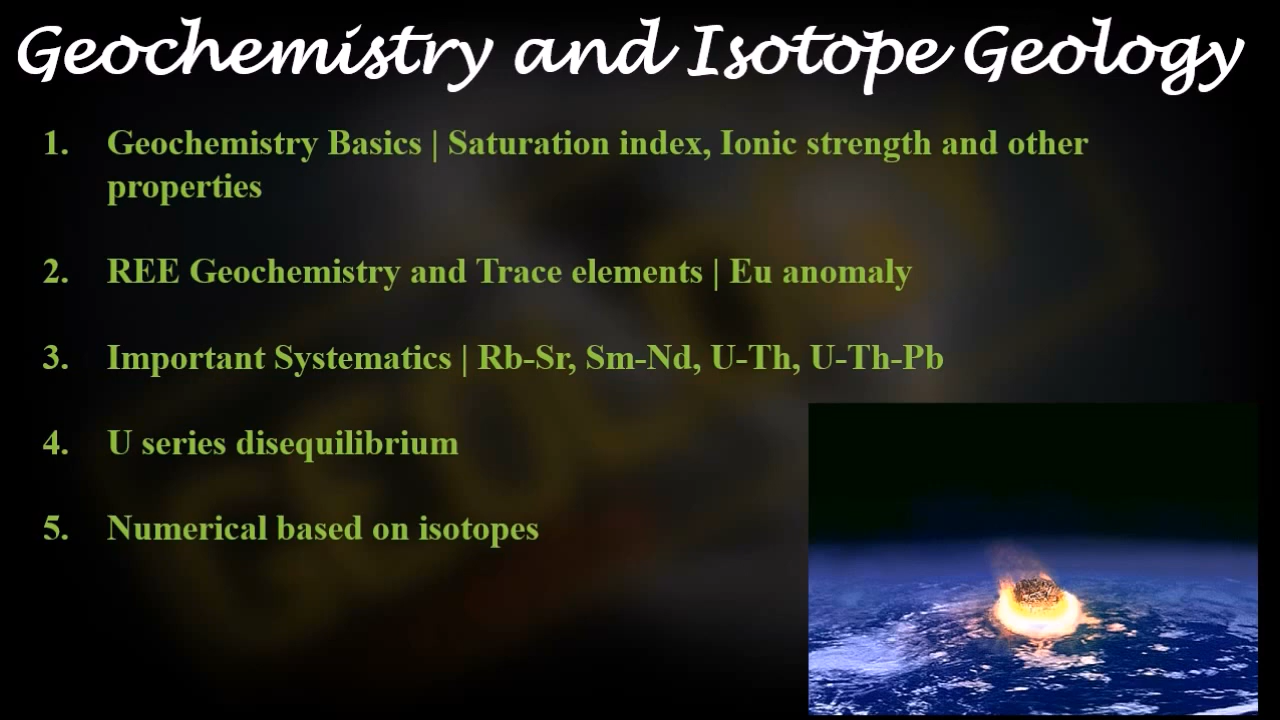 Geochemistry and Isotope Geology
1. Geochemistry Basics | Saturation index, Ionic strength and other
properties
2. REE Geochemistry and Trace elements | Eu anomaly
3. Important Systematics | Rb-Sr, Sm-Nd, U-Th, U-Th-Pb
4. U series disequilibrium
5. Numerical based on isotopes